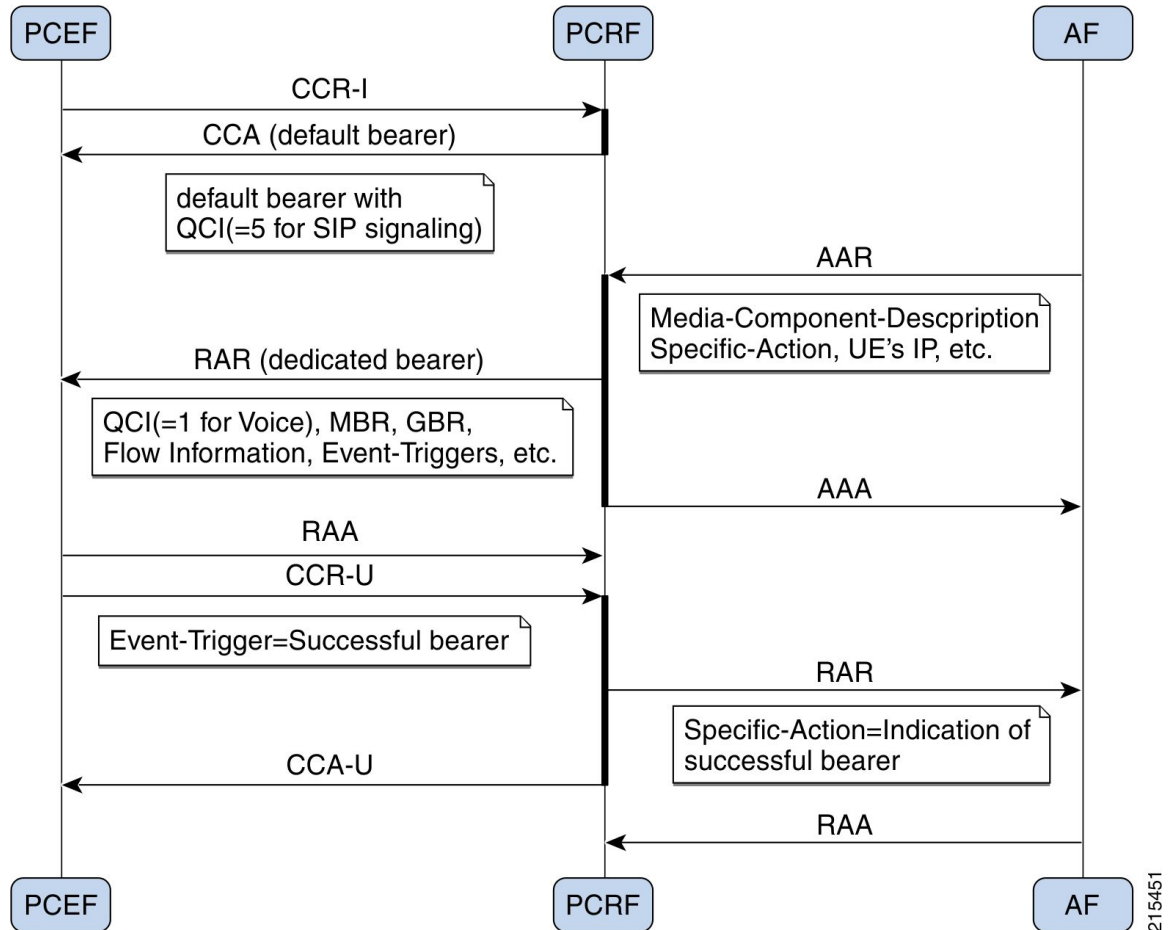 PCEF
PCRF
AF
CCR-I
CCA (default bearer)
default bearer with
QCI(=5 for SIP signaling)
AAR
Media-Component-Descpription
Specific-Action, UE's IP, etc.
RAR (dedicated bearer)
QCI(=1 for Voice), MBR, GBR,
Flow Information, Event-Triggers, etc.
AAA
RAA
CCR-U
Event-Trigger=Successful bearer
RAR
Specific-Action=Indication of
successful bearer
CCA-U
RAA
PCEF
PCRF
AF
215451